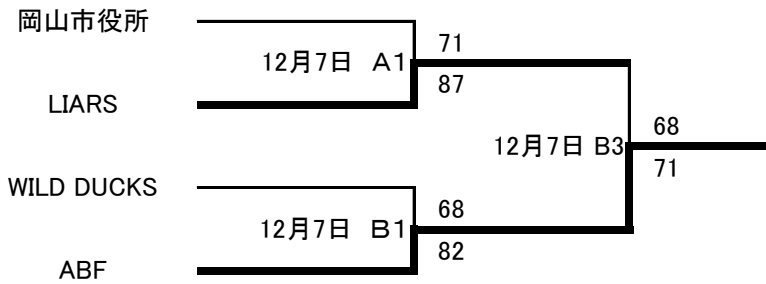 岡山市役所
71
12月7日 A1
87
LIARS
68
12月7日 B3
71
WILD DUCKS
68
12月7日 B1
82
ABF